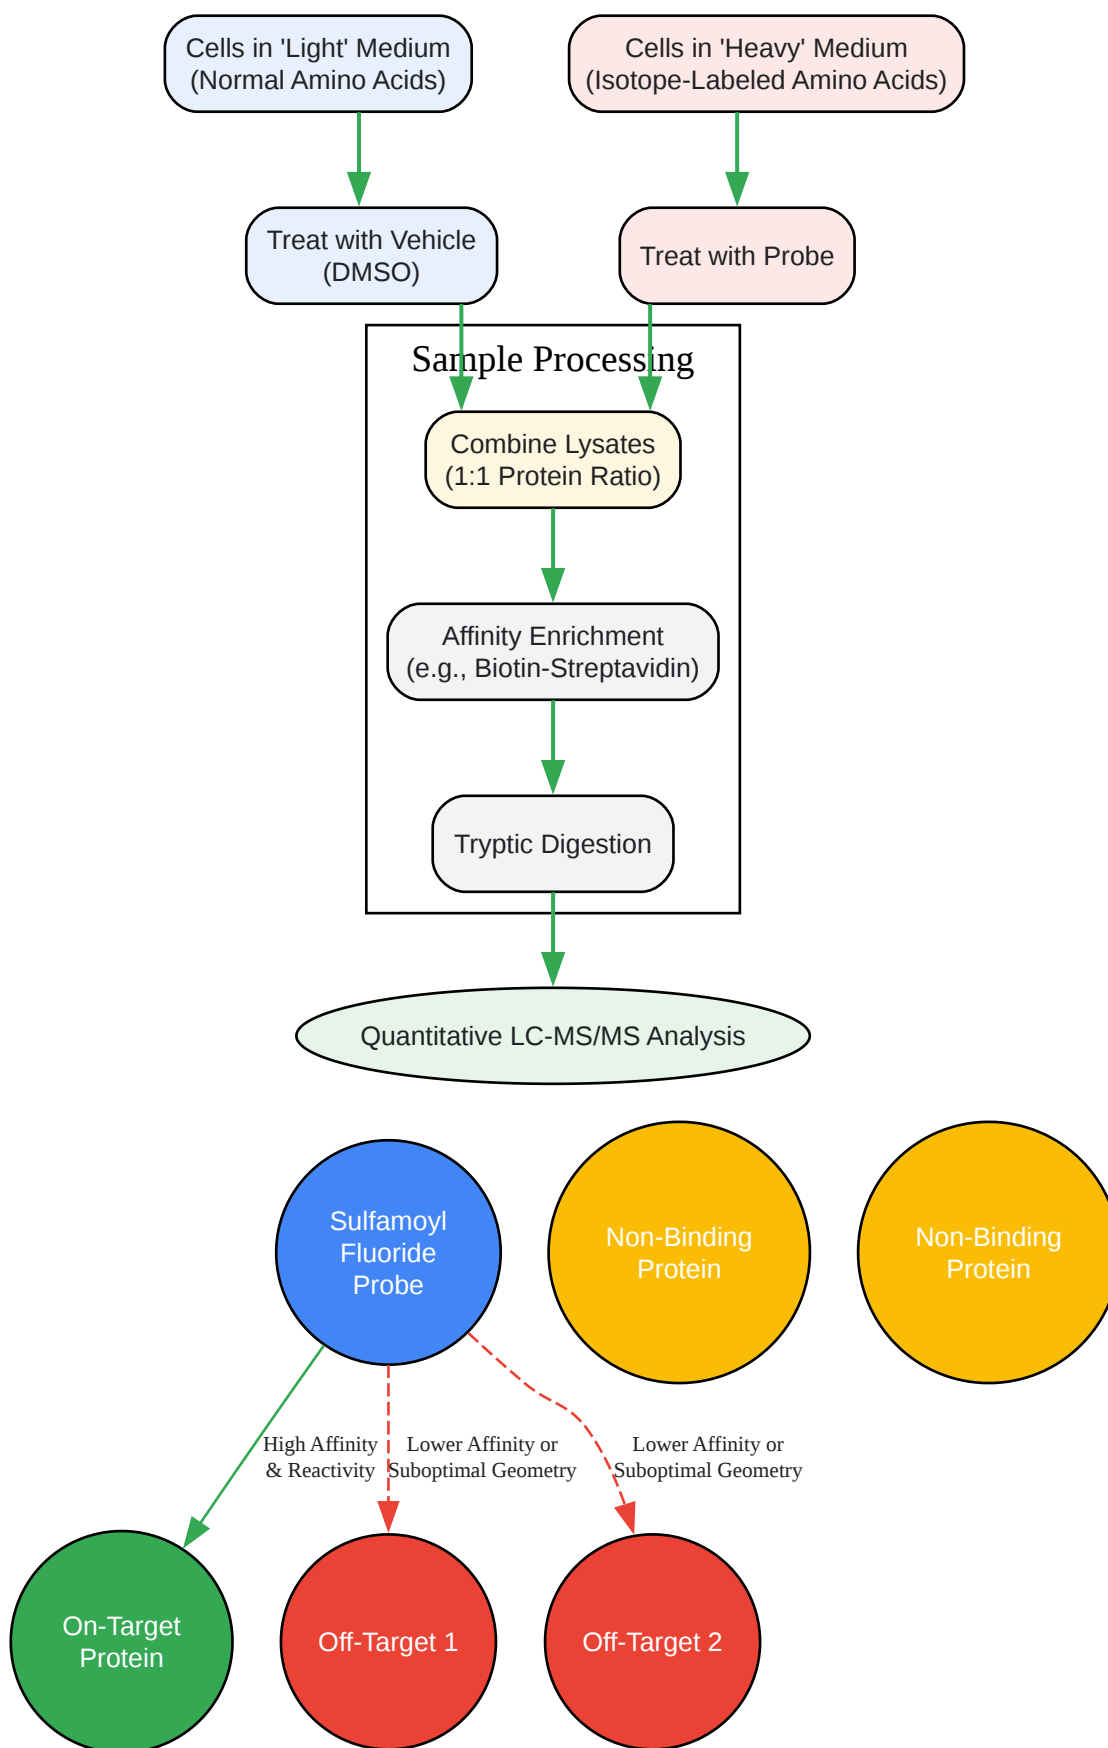 Cells in 'Light' Medium
(Normal Amino Acids)
Cells in 'Heavy' Medium
(Isotope-Labeled Amino Acids)
Treat with Vehicle
(DMSO)
Treat with Probe
Sample Processing
Combine Lysates
(1:1 Protein Ratio)
Affinity Enrichment
(e.g., Biotin-Streptavidin)
Tryptic Digestion
Quantitative LC-MS/MS Analysis
Sulfamoyl
Fluoride
Probe
Non-Binding
Protein
Non-Binding
Protein
High Affinity
& Reactivity
Lower Affinity or
Suboptimal Geometry
Lower Affinity or
Suboptimal Geometry
On-Target
Protein
Off-Target 1
Off-Target 2